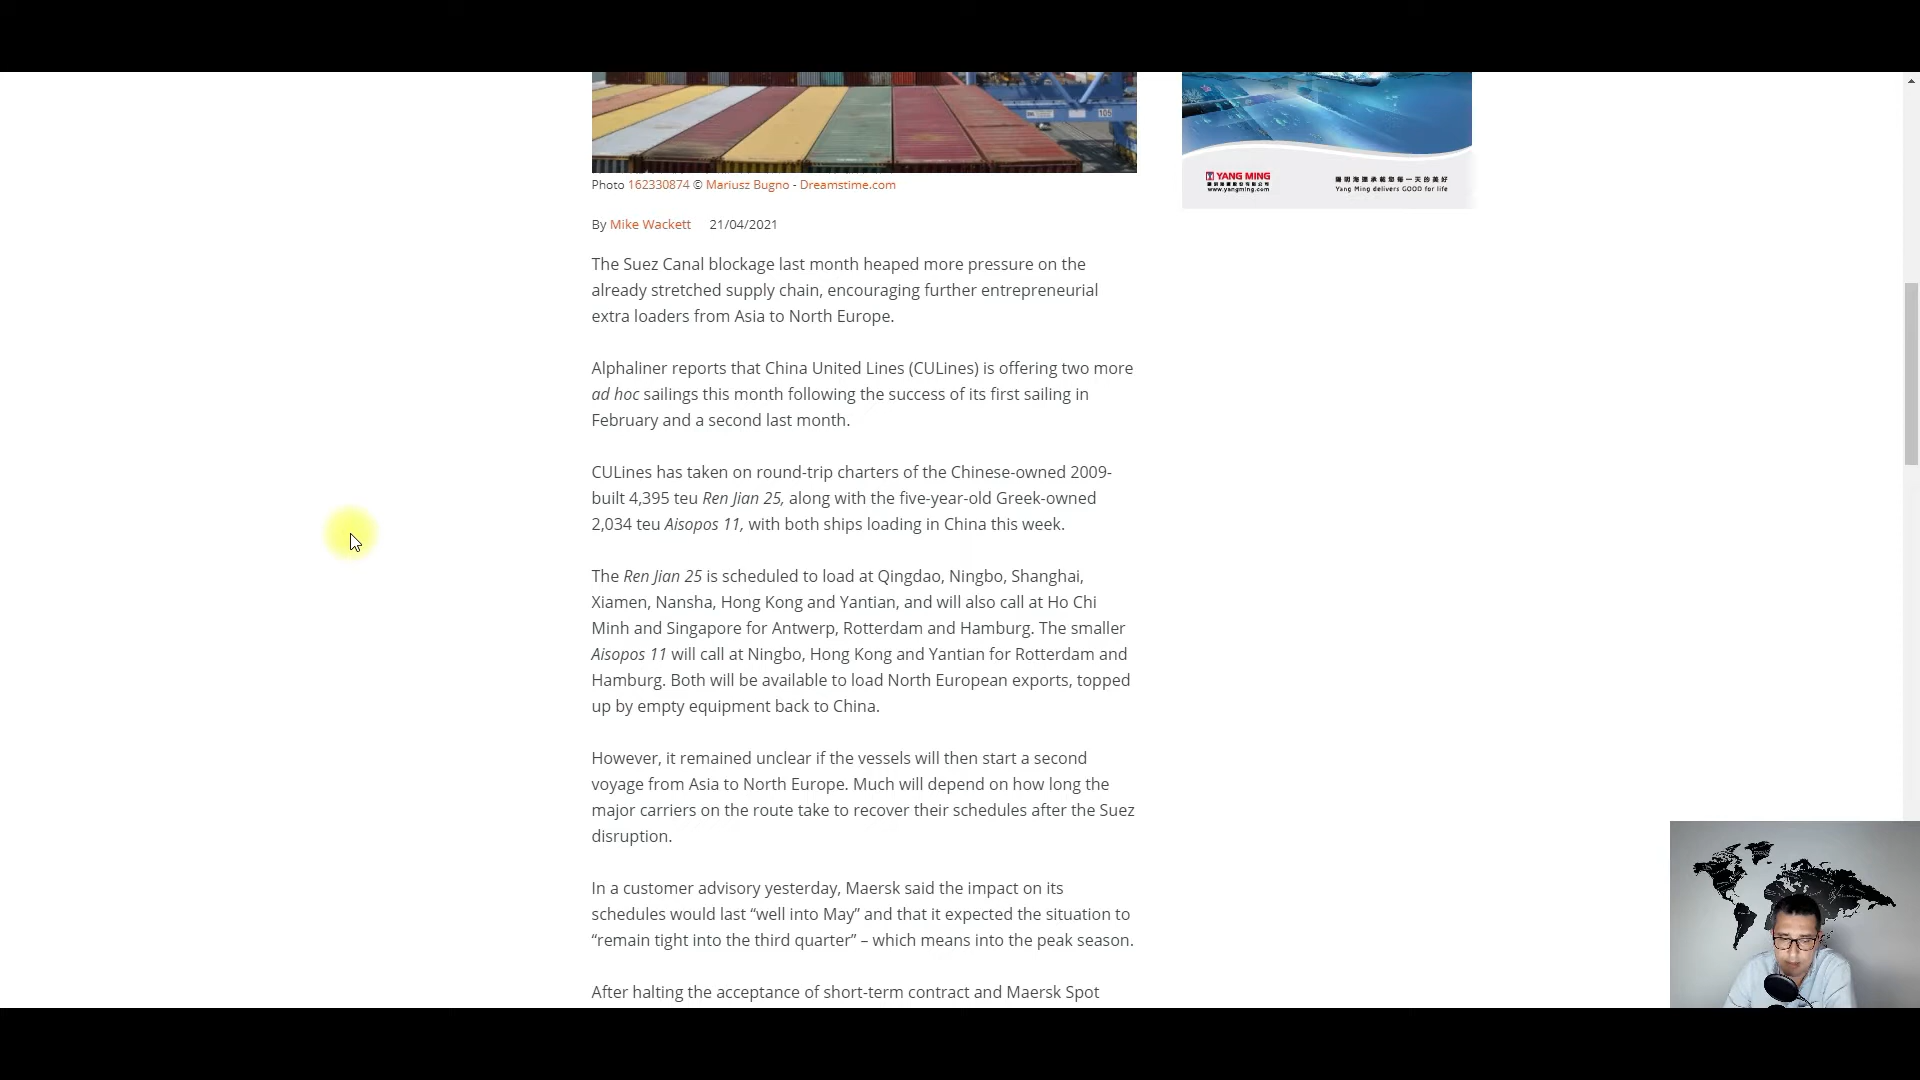 105
YANG MING
www.yangming.com
Yang Ming delivers GOOD for life
Photo 162330874 © Mariusz Bugno - Dreamstime.com
By Mike Wackett 21/04/2021
The Suez Canal blockage last month heaped more pressure on the
already stretched supply chain, encouraging further entrepreneurial
extra loaders from Asia to North Europe.
Alphaliner reports that China United Lines (CULines) is offering two more
ad hoc sailings this month following the success of its first sailing in
February and a second last month.
CULines has taken on round-trip charters of the Chinese-owned 2009-
built 4,395 teu Ren Jian 25, along with the five-year-old Greek-owned
2,034 teu Aisopos 11, with both ships loading in China this week.
The Ren Jian 25 is scheduled to load at Qingdao, Ningbo, Shanghai,
Xiamen, Nansha, Hong Kong and Yantian, and will also call at Ho Chi
Minh and Singapore for Antwerp, Rotterdam and Hamburg. The smaller
Aisopos 11 will call at Ningbo, Hong Kong and Yantian for Rotterdam and
Hamburg. Both will be available to load North European exports, topped
up by empty equipment back to China.
However, it remained unclear if the vessels will then start a second
voyage from Asia to North Europe. Much will depend on how long the
major carriers on the route take to recover their schedules after the Suez
disruption.
In a customer advisory yesterday, Maersk said the impact on its
schedules would last “well into May” and that it expected the situation to
“remain tight into the third quarter” – which means into the peak season.
After halting the acceptance of short-term contract and Maersk Spot